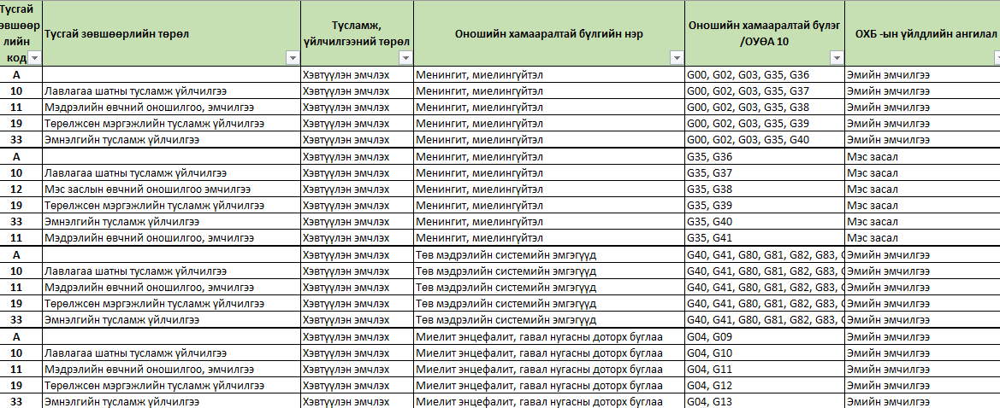 Тусгай зөвшөөрлийн код | Тусгай зөвшөөрлийн төрөл | Тусламж, үйлчилгээний төрөл | Оношийн хамааралтай бүлгийн нэр | Оношийн хамааралтай бүлэг /ОУӨА 10 | ОХБ -ын үйлдлийн ангилал
А | | Хэвтүүлэн эмчлэх | Менингит, миелингүйтэл | G00, G02, G03, G35, G36 | Эмийн эмчилгээ
10 | Лавлагаа шатны тусламж үйлчилгээ | Хэвтүүлэн эмчлэх | Менингит, миелингүйтэл | G00, G02, G03, G35, G37 | Эмийн эмчилгээ
11 | Мэдрэлийн өвчний оношилгоо, эмчилгээ | Хэвтүүлэн эмчлэх | Менингит, миелингүйтэл | G00, G02, G03, G35, G38 | Эмийн эмчилгээ
19 | Төрөлжсөн мэргэжлийн тусламж үйлчилгээ | Хэвтүүлэн эмчлэх | Менингит, миелингүйтэл | G00, G02, G03, G35, G39 | Эмийн эмчилгээ
33 | Эмнэлгийн тусламж үйлчилгээ | Хэвтүүлэн эмчлэх | Менингит, миелингүйтэл | G00, G02, G03, G35, G40 | Эмийн эмчилгээ
А | | Хэвтүүлэн эмчлэх | Менингит, миелингүйтэл | G35, G36 | Мэс засал
10 | Лавлагаа шатны тусламж үйлчилгээ | Хэвтүүлэн эмчлэх | Менингит, миелингүйтэл | G35, G37 | Мэс засал
12 | Мэс заслын өвчний оношилгоо эмчилгээ | Хэвтүүлэн эмчлэх | Менингит, миелингүйтэл | G35, G38 | Мэс засал
19 | Төрөлжсөн мэргэжлийн тусламж үйлчилгээ | Хэвтүүлэн эмчлэх | Менингит, миелингүйтэл | G35, G39 | Мэс засал
33 | Эмнэлгийн тусламж үйлчилгээ | Хэвтүүлэн эмчлэх | Менингит, миелингүйтэл | G35, G40 | Мэс засал
11 | Мэдрэлийн өвчний оношилгоо, эмчилгээ | Хэвтүүлэн эмчлэх | Менингит, миелингүйтэл | G35, G41 | Мэс засал
А | | Хэвтүүлэн эмчлэх | Төв мэдрэлийн системийн эмгэгүүд | G40, G41, G80, G81, G82, G83, | Эмийн эмчилгээ
10 | Лавлагаа шатны тусламж үйлчилгээ | Хэвтүүлэн эмчлэх | Төв мэдрэлийн системийн эмгэгүүд | G40, G41, G80, G81, G82, G83, | Эмийн эмчилгээ
11 | Мэдрэлийн өвчний оношилгоо, эмчилгээ | Хэвтүүлэн эмчлэх | Төв мэдрэлийн системийн эмгэгүүд | G40, G41, G80, G81, G82, G83, | Эмийн эмчилгээ
19 | Төрөлжсөн мэргэжлийн тусламж үйлчилгээ | Хэвтүүлэн эмчлэх | Төв мэдрэлийн системийн эмгэгүүд | G40, G41, G80, G81, G82, G83, | Эмийн эмчилгээ
33 | Эмнэлгийн тусламж үйлчилгээ | Хэвтүүлэн эмчлэх | Төв мэдрэлийн системийн эмгэгүүд | G40, G41, G80, G81, G82, G83, | Эмийн эмчилгээ
А | | Хэвтүүлэн эмчлэх | Миелит энцефалит, гавал нугасны доторх буглаа | G04, G09 | Эмийн эмчилгээ
10 | Лавлагаа шатны тусламж үйлчилгээ | Хэвтүүлэн эмчлэх | Миелит энцефалит, гавал нугасны доторх буглаа | G04, G10 | Эмийн эмчилгээ
11 | Мэдрэлийн өвчний оношилгоо, эмчилгээ | Хэвтүүлэн эмчлэх | Миелит энцефалит, гавал нугасны доторх буглаа | G04, G11 | Эмийн эмчилгээ
19 | Төрөлжсөн мэргэжлийн тусламж үйлчилгээ | Хэвтүүлэн эмчлэх | Миелит энцефалит, гавал нугасны доторх буглаа | G04, G12 | Эмийн эмчилгээ
33 | Эмнэлгийн тусламж үйлчилгээ | Хэвтүүлэн эмчлэх | Миелит энцефалит, гавал нугасны доторх буглаа | G04, G13 | Эмийн эмчилгээ